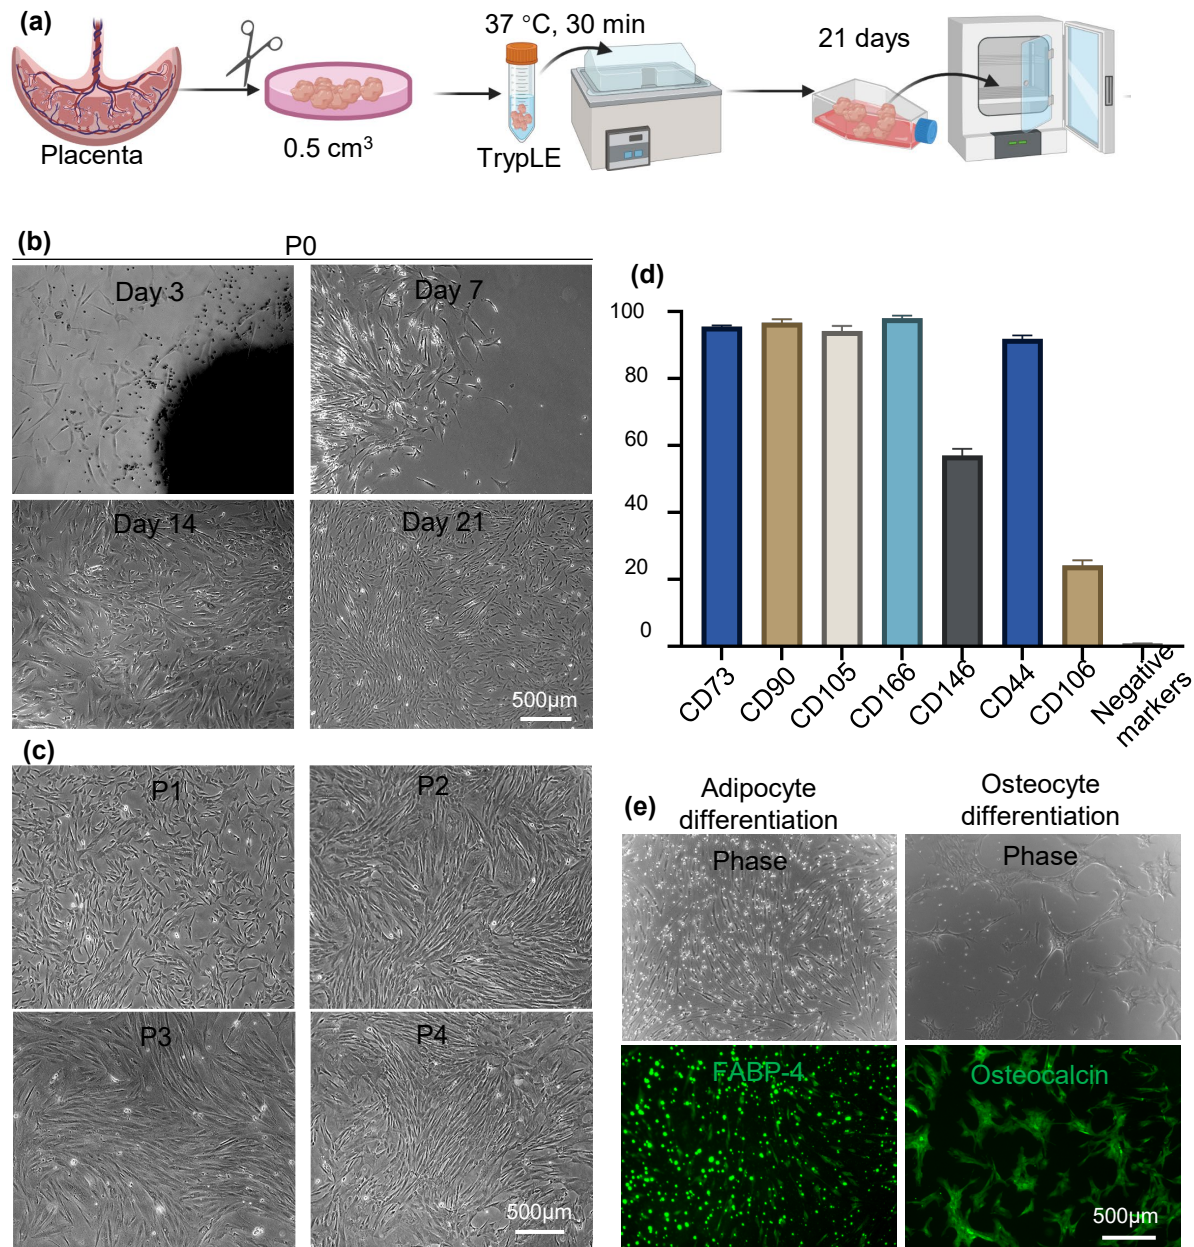 (a)
37 °C, 30 min
21 days
Placenta
0.5 cm³
TrypLE
(b)
P0
Day 3
Day 7
Day 14
Day 21
500µm
(c)
P1
P2
P3
P4
500µm
(d)
100
80
60
40
20
0
CD73
CD90
CD105
CD166
CD146
CD44
CD106
Negative
markers
(e)
Adipocyte
differentiation
Osteocyte
differentiation
Phase
Phase
FABP-4
Osteocalcin
500µm